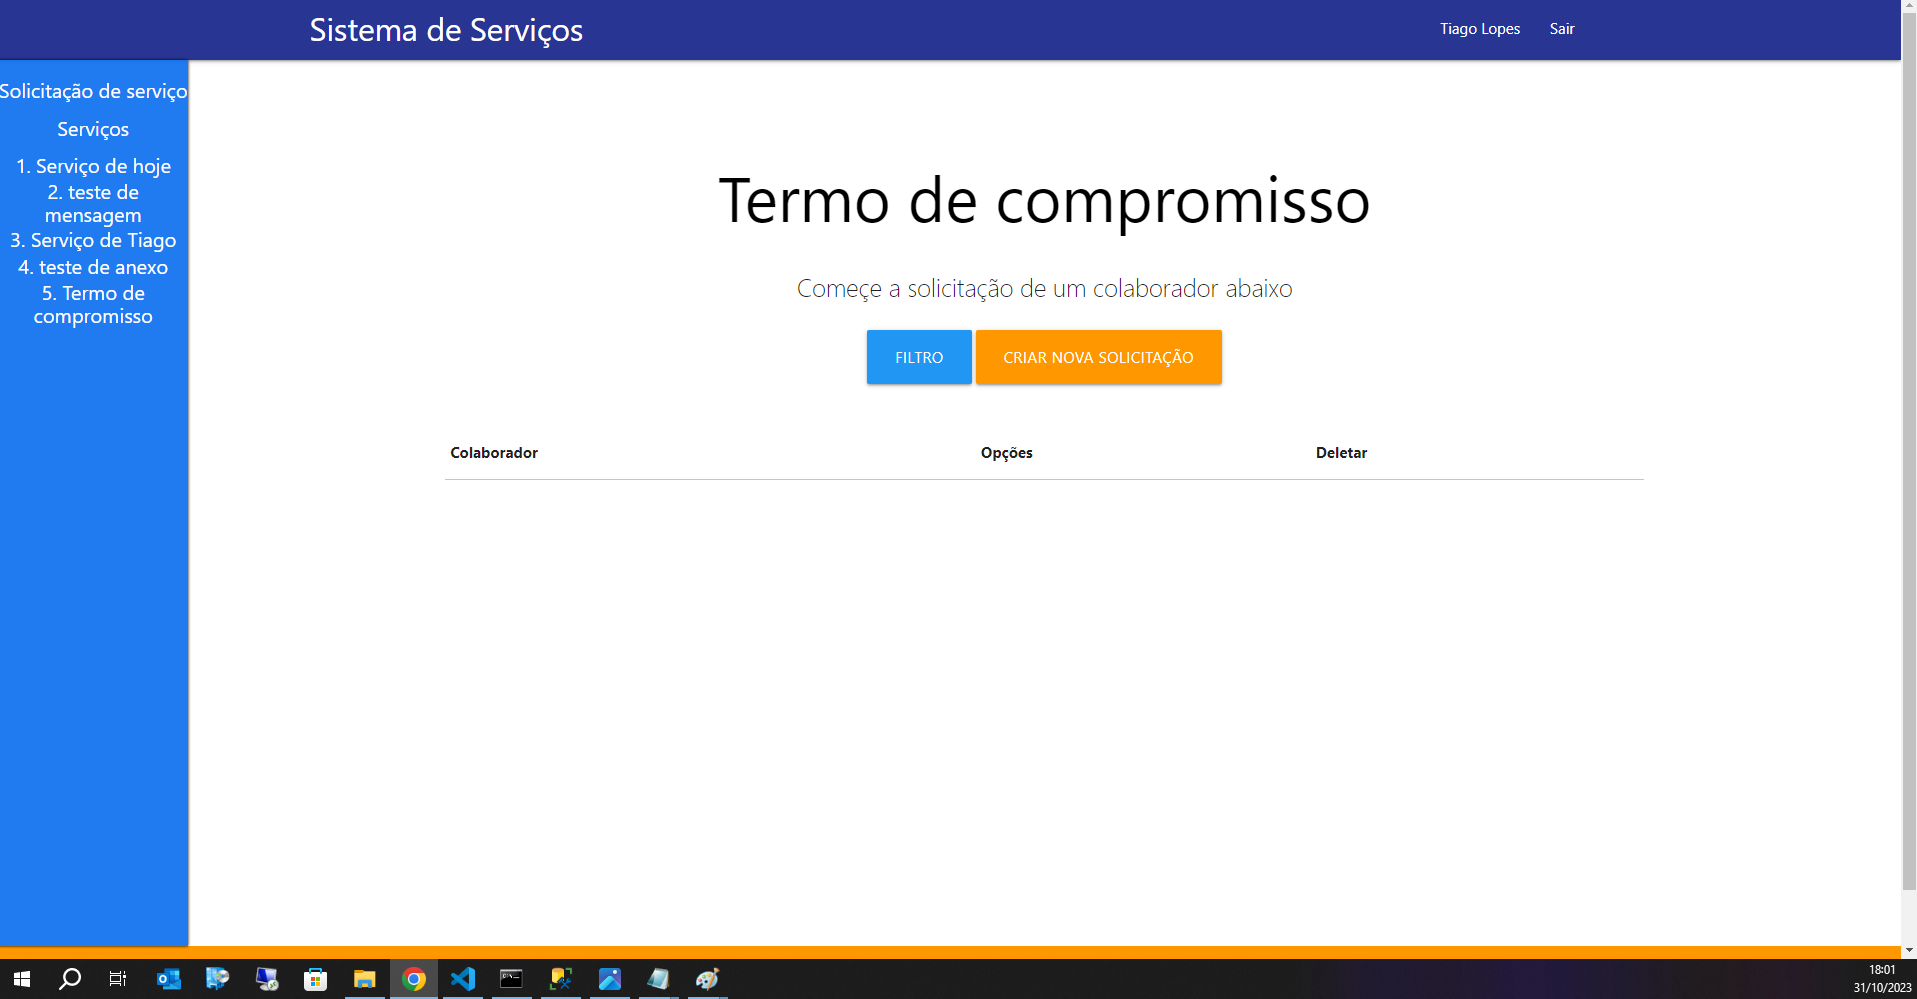 Sistema de Serviços
Tiago Lopes
Sair
Solicitação de serviço
Serviços
1. Serviço de hoje
2. teste de
mensagem
3. Serviço de Tiago
4. teste de anexo
5. Termo de
compromisso
Termo de compromisso
Começe a solicitação de um colaborador abaixo
FILTRO
CRIAR NOVA SOLICITAÇÃO
Colaborador
Opções
Deletar
18:01
31/10/2023